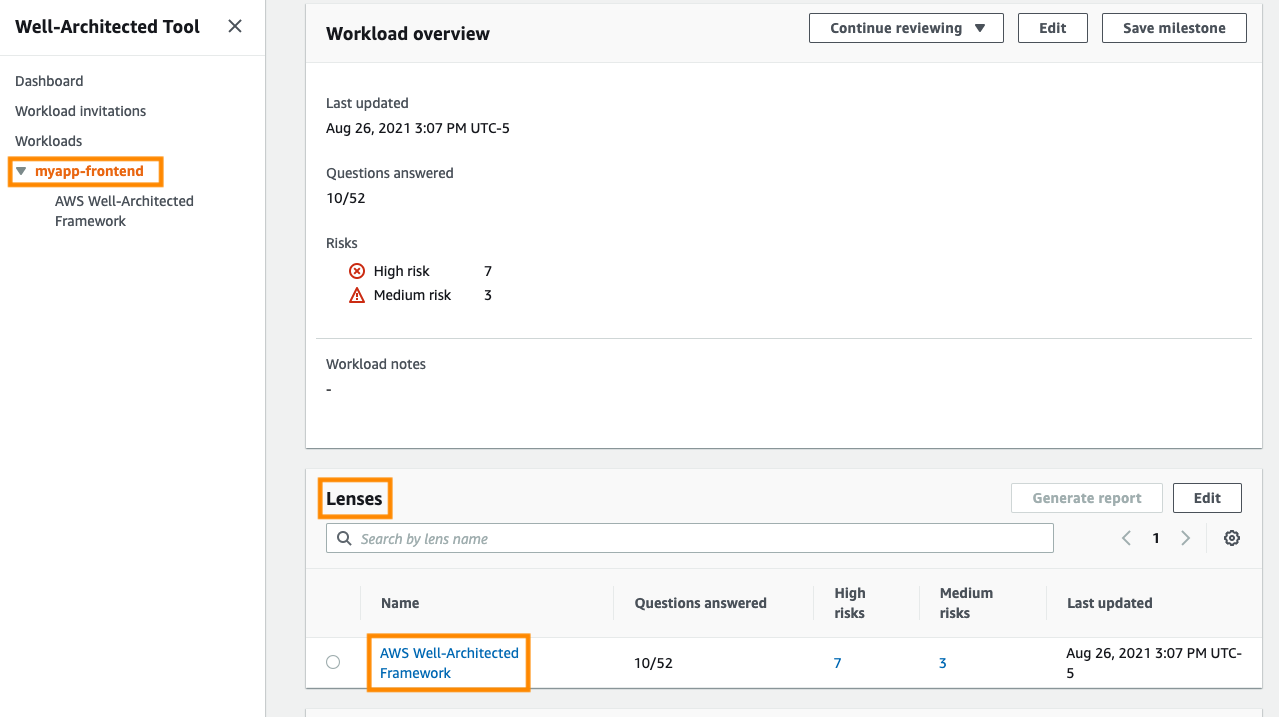 Well-Architected Tool
Dashboard
Workload invitations
Workloads
myapp-frontend
AWS Well-Architected
Framework
Workload overview
Continue reviewing
Edit
Save milestone
Last updated
Aug 26, 2021 3:07 PM UTC-5
Questions answered
10/52
Risks
High risk 7
Medium risk 3
Workload notes
-
Lenses
Generate report
Edit
Search by lens name
1
Name
Questions answered
High
risks
Medium
risks
Last updated
AWS Well-Architected
Framework
10/52
7
3
Aug 26, 2021 3:07 PM UTC-
5